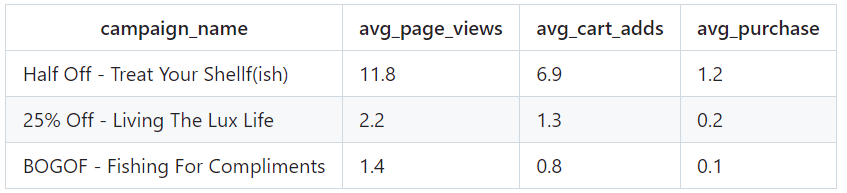 campaign_name avg_page_views avg_cart_adds avg_purchase
Half Off - Treat Your Shellf(ish) 11.8 6.9 1.2
25% Off - Living The Lux Life 2.2 1.3 0.2
BOGOF - Fishing For Compliments 1.4 0.8 0.1